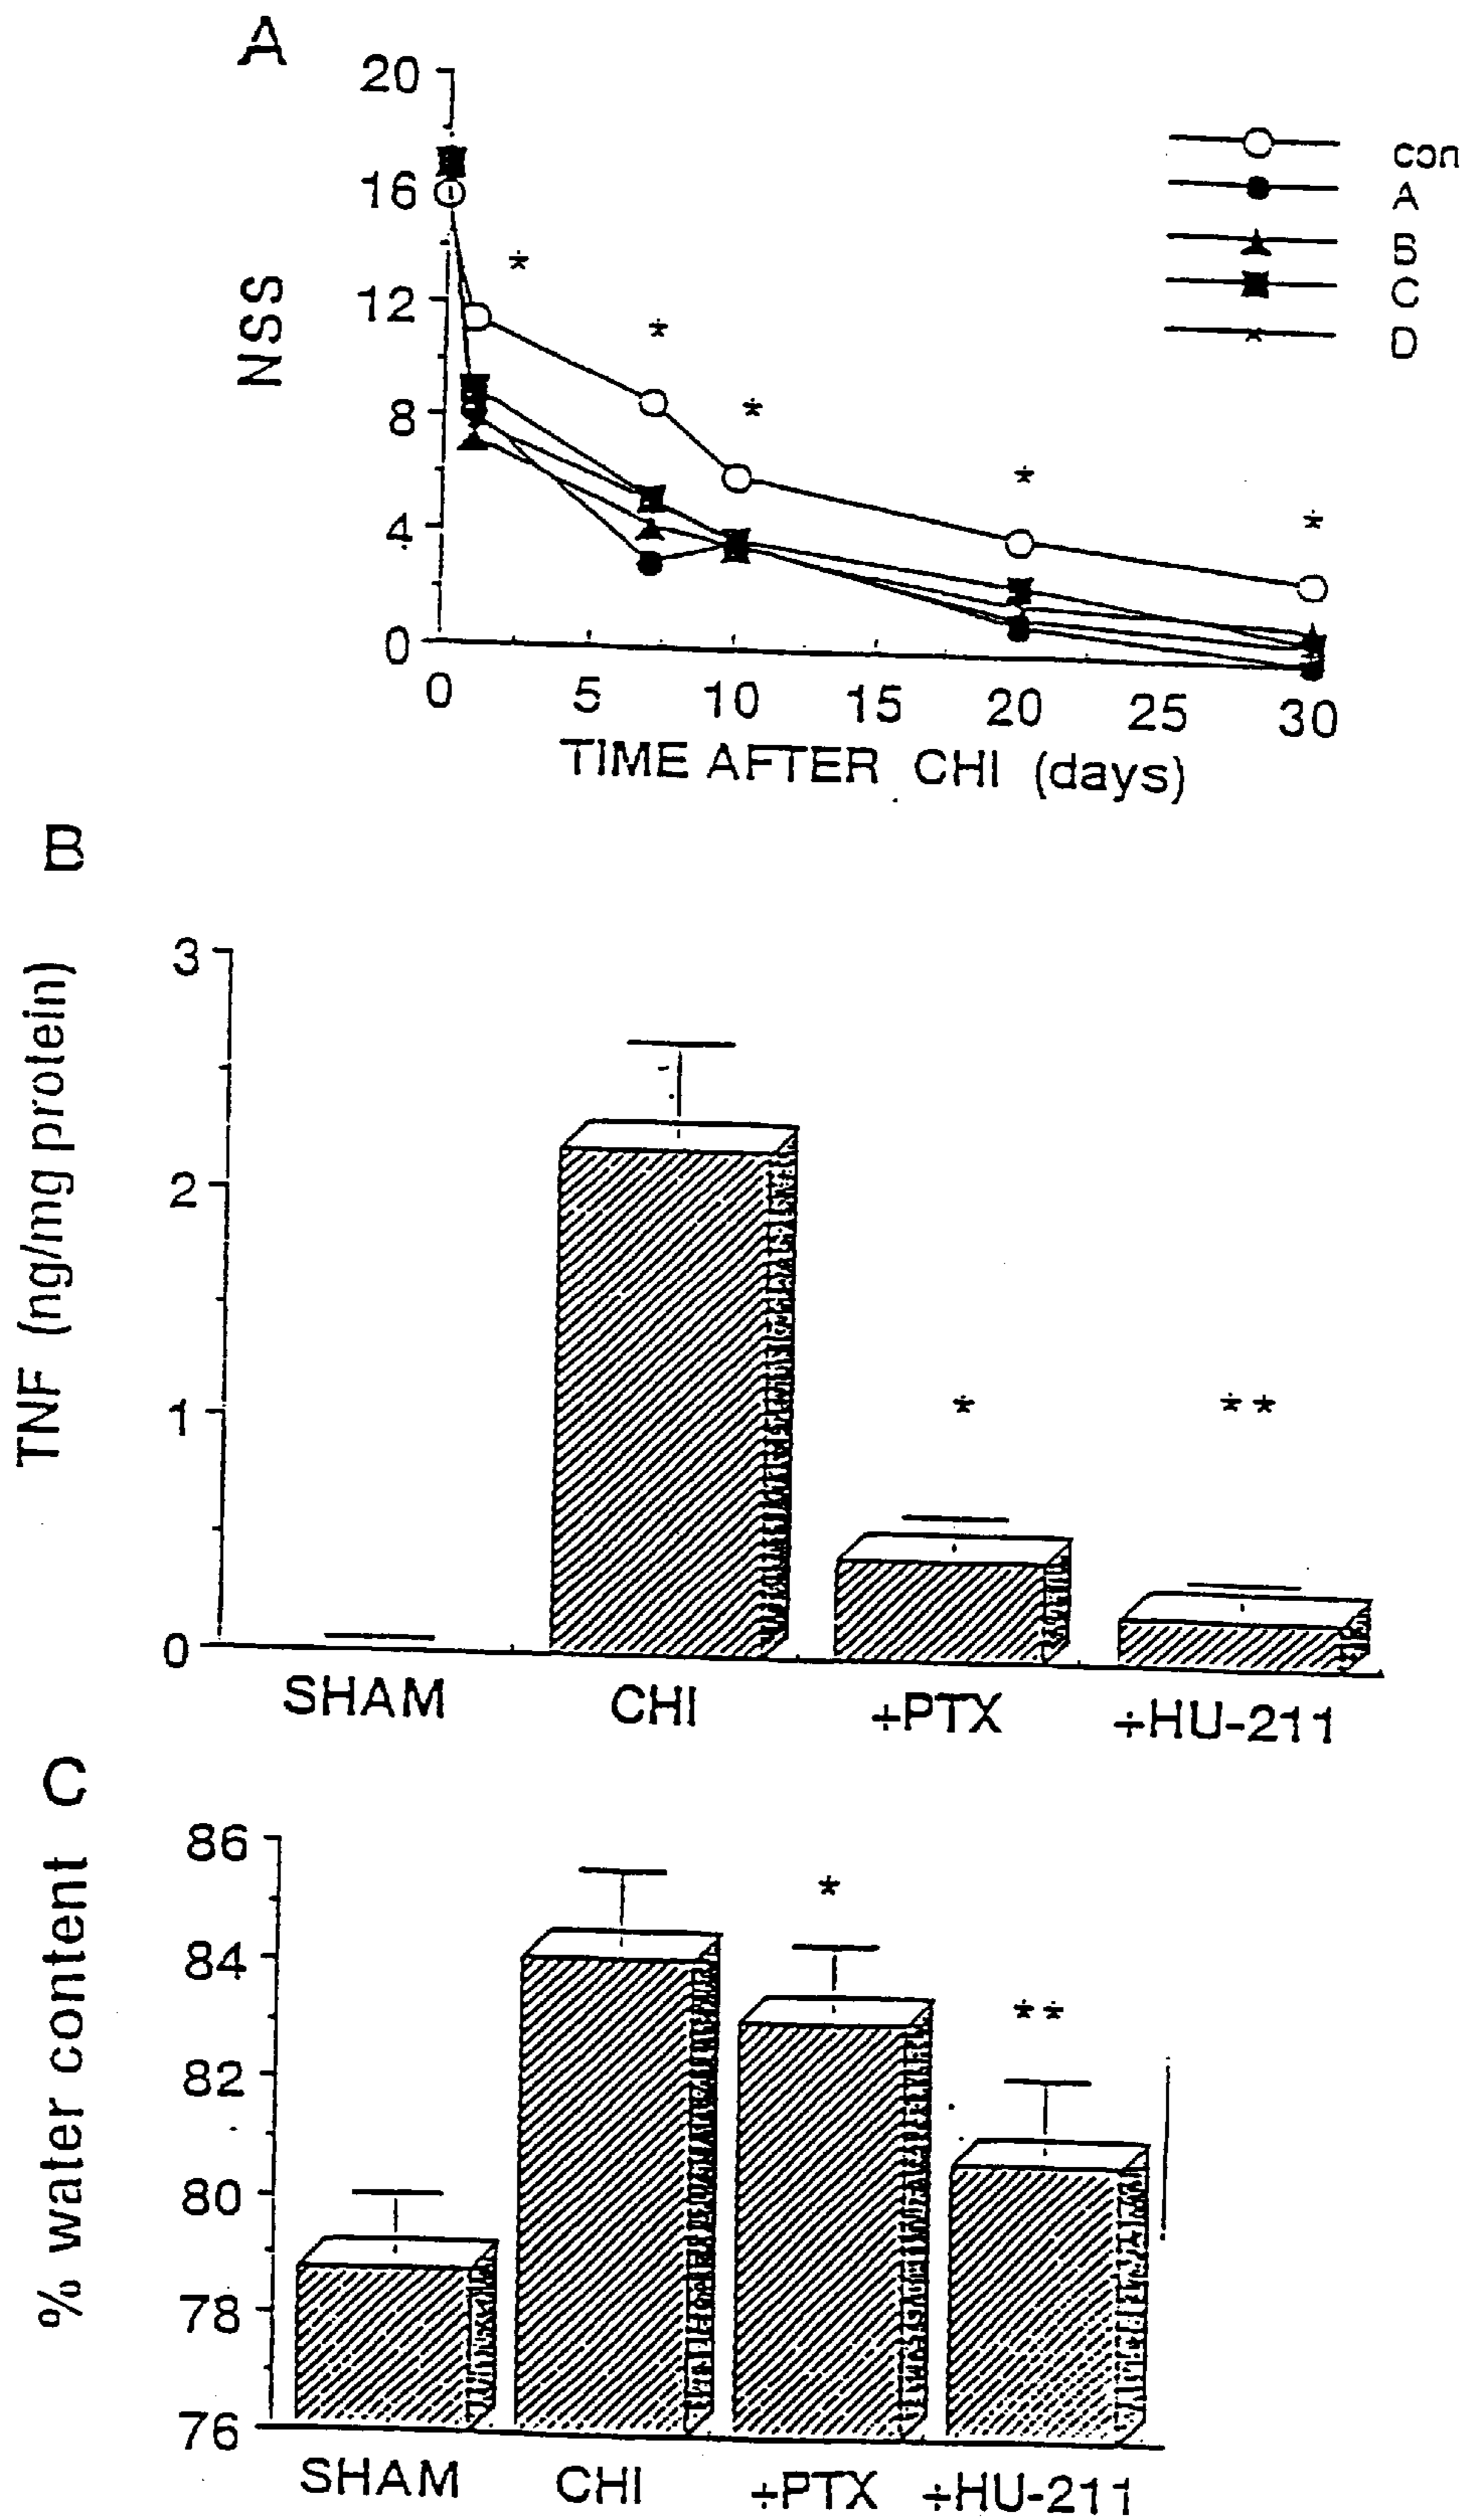 A
20
16
12
8
4
0
NSS
con
A
B
C
D
*
*
*
*
*
0 5 10 15 20 25 30
TIME AFTER CHI (days)
B
3
2
1
0
TNF (ng/mg protein)
* **
SHAM CHI +PTX +HU-211
C
86
84
82
80
78
76
% water content
* **
SHAM CHI +PTX +HU-211